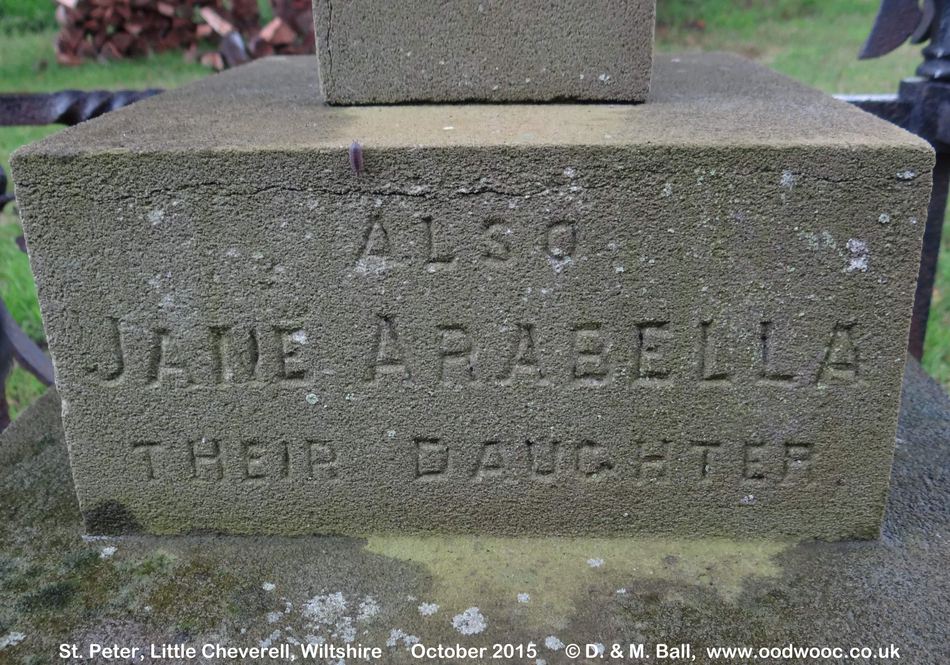 ALSO
JANE ARABELLA
THEIR DAUGHTER
St. Peter, Little Cheverell, Wiltshire October 2015 © D. & M. Ball, www.oodwooc.co.uk